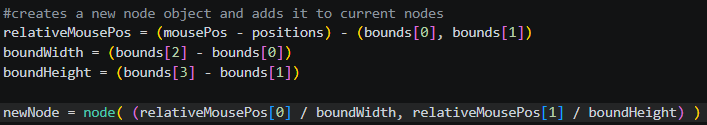 #creates a new node object and adds it to current nodes
relativeMousePos = (mousePos - positions) - (bounds[0], bounds[1])
boundWidth = (bounds[2] - bounds[0])
boundHeight = (bounds[3] - bounds[1])
newNode = node( (relativeMousePos[0] / boundWidth, relativeMousePos[1] / boundHeight) )